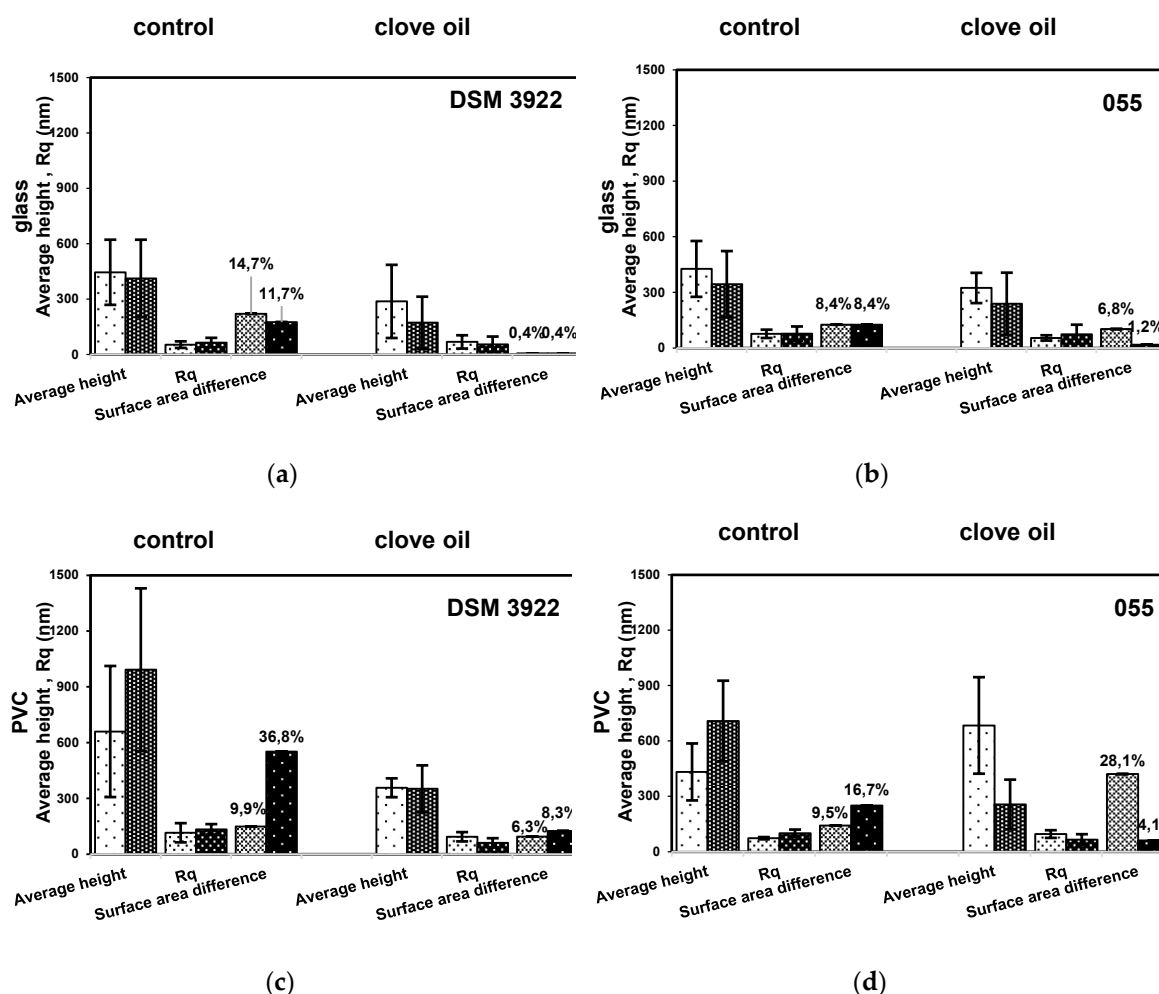 control clove oil
1500
1200
900
600
300
0
glass
Average height , Rq (nm)
DSM 3922
14,7%
11,7%
0,4% 0,4%
Average height
Rq
Surface area difference
Average height
Rq
Surface area difference
(a)
control clove oil
1500
1200
900
600
300
0
glass
Average height , Rq (nm)
055
8,4% 8,4%
6,8%
1,2%
Average height
Rq
Surface area difference
Average height
Rq
Surface area difference
(b)
control clove oil
1500
1200
900
600
300
0
PVC
Average height , Rq (nm)
DSM 3922
36,8%
9,9%
6,3%
8,3%
Average height
Rq
Surface area difference
Average height
Rq
Surface area difference
(c)
control clove oil
1500
1200
900
600
300
0
PVC
Average height , Rq (nm)
055
9,5%
16,7%
28,1%
4,1
Average height
Rq
Surface area difference
Average height
Rq
Surface area difference
(d)